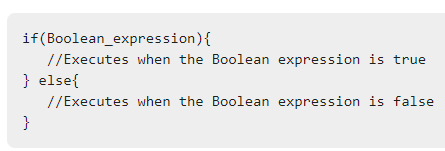 if(Boolean_expression){
   //Executes when the Boolean expression is true
} else{
   //Executes when the Boolean expression is false
}